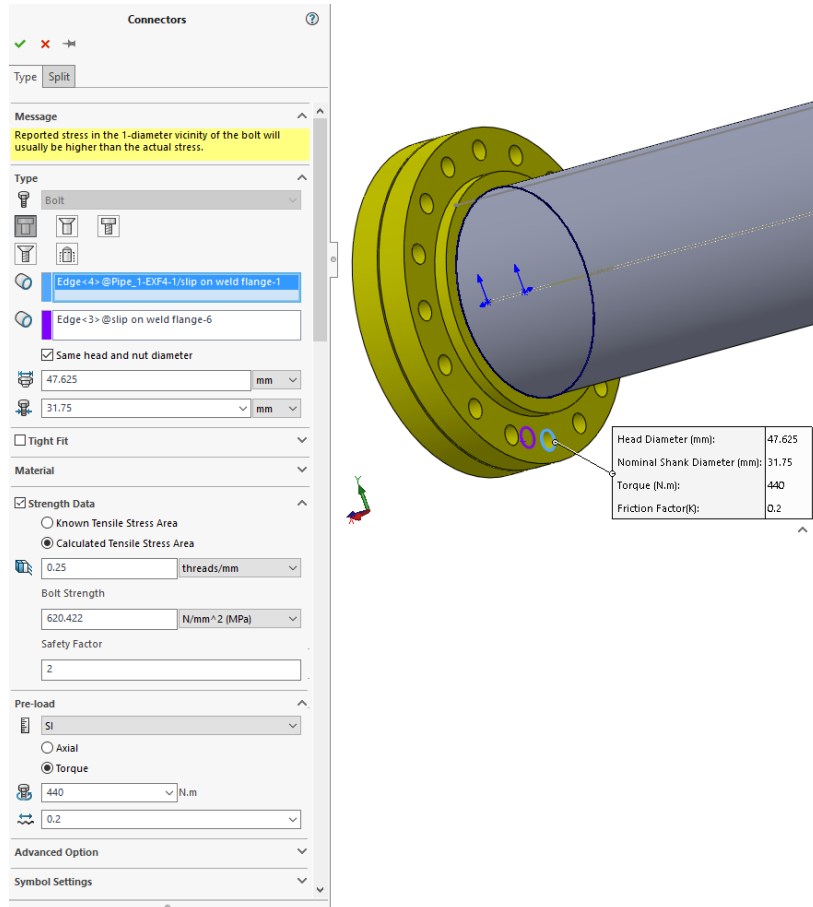 Connectors
Type Split
Message
Reported stress in the 1-diameter vicinity of the bolt will
usually be higher than the actual stress.
Type
Bolt
Edge<4>@Pipe_1-EXF4-1/slip on weld flange-1
Edge<3>@slip on weld flange-6
Same head and nut diameter
47.625 mm
31.75 mm
Tight Fit
Material
Strength Data
Known Tensile Stress Area
Calculated Tensile Stress Area
0.25 threads/mm
Bolt Strength
620.422 N/mm^2 (MPa)
Safety Factor
2
Pre-load
SI
Axial
Torque
440 N.m
0.2
Advanced Option
Symbol Settings
Head Diameter (mm): 47.625
Nominal Shank Diameter (mm): 31.75
Torque (N.m): 440
Friction Factor(K): 0.2
Y
X